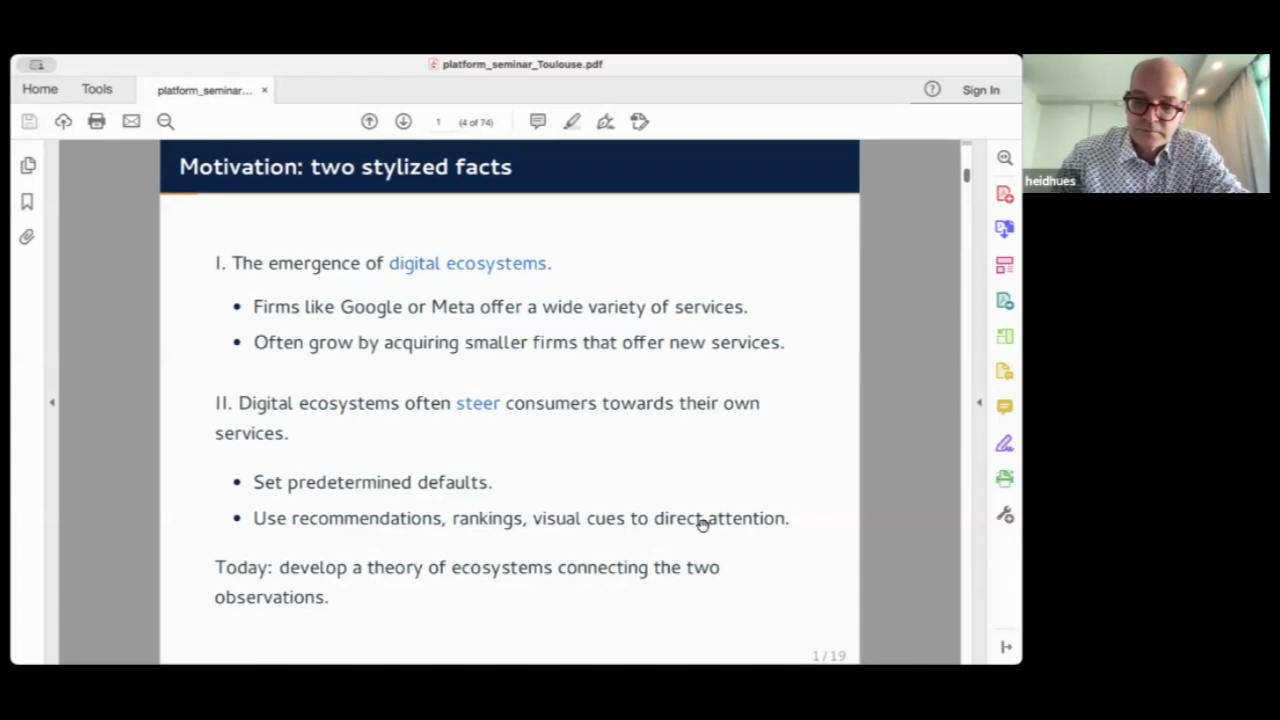 platform_seminar_Toulouse.pdf
Home
Tools
platform_seminar... ×
Sign In
1 (4 of 74)
Motivation: two stylized facts
I. The emergence of digital ecosystems.
• Firms like Google or Meta offer a wide variety of services.
• Often grow by acquiring smaller firms that offer new services.
II. Digital ecosystems often steer consumers towards their own
services.
• Set predetermined defaults.
• Use recommendations, rankings, visual cues to direct attention.
Today: develop a theory of ecosystems connecting the two
observations.
1 / 19
heidhues